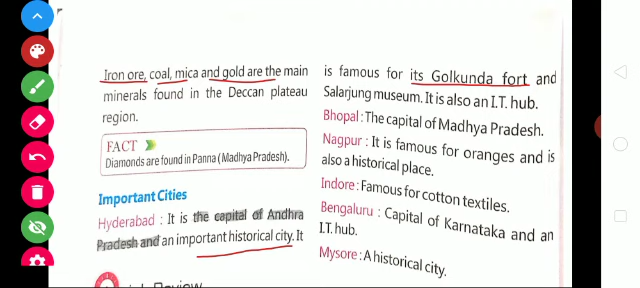 Iron ore, coal, mica and gold are the main
minerals found in the Deccan plateau
region.
FACT
Diamonds are found in Panna (Madhya Pradesh).
Important Cities
Hyderabad : It is the capital of Andhra
Pradesh and an important historical city. It
is famous for its Golkunda fort and
Salarjung museum. It is also an I.T. hub.
Bhopal : The capital of Madhya Pradesh.
Nagpur : It is famous for oranges and is
also a historical place.
Indore : Famous for cotton textiles.
Bengaluru : Capital of Karnataka and an
I.T. hub.
Mysore : A historical city.